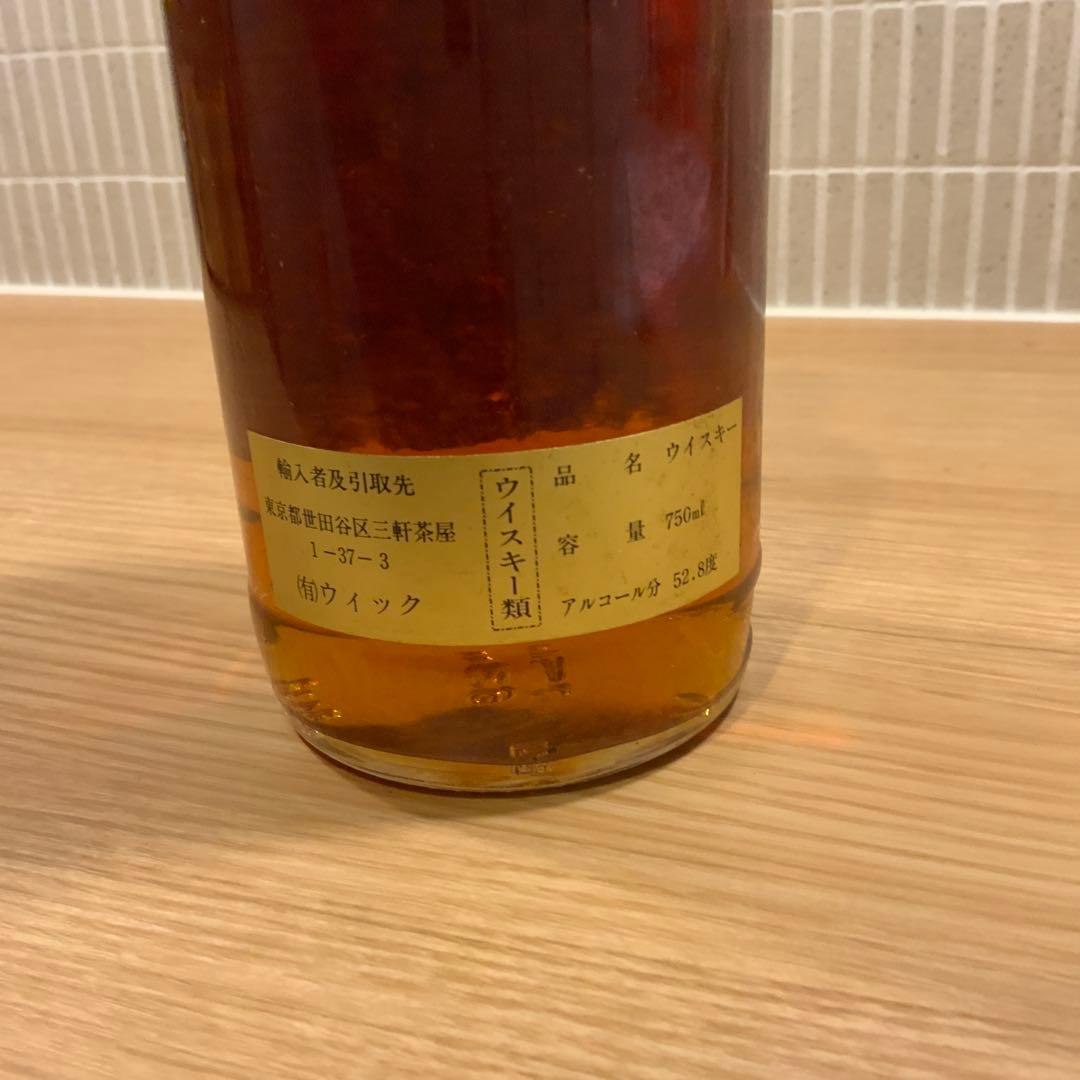 輸入者及引取先
東京都世田谷区三軒茶屋
1-37-3
(有)ウィック
ウイスキー類
品 名 ウイスキー
容 量 750ml
アルコール分 52.8度